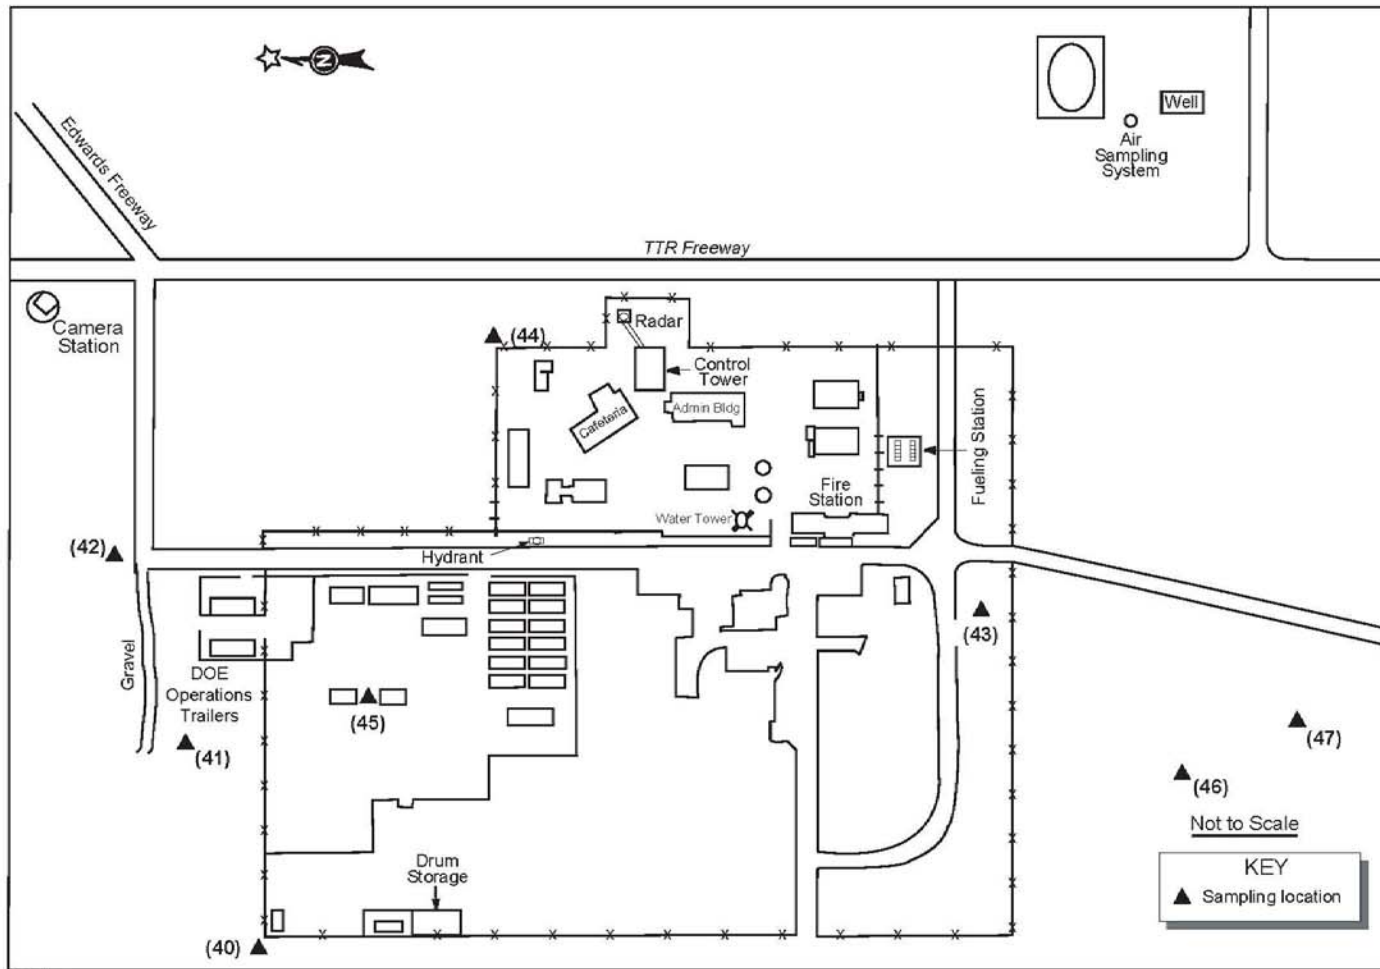 N
Well
Air
Sampling
System
Edwards Freeway
TTR Freeway
Camera
Station
(44)
Radar
Control
Tower
Cafeteria
Admin Bldg
Fueling Station
Fire
Station
Water Tower
Hydrant
(42)
(43)
Gravel
DOE
Operations
Trailers
(45)
(41)
(47)
(46)
Not to Scale
Drum
Storage
KEY
Sampling location
(40)